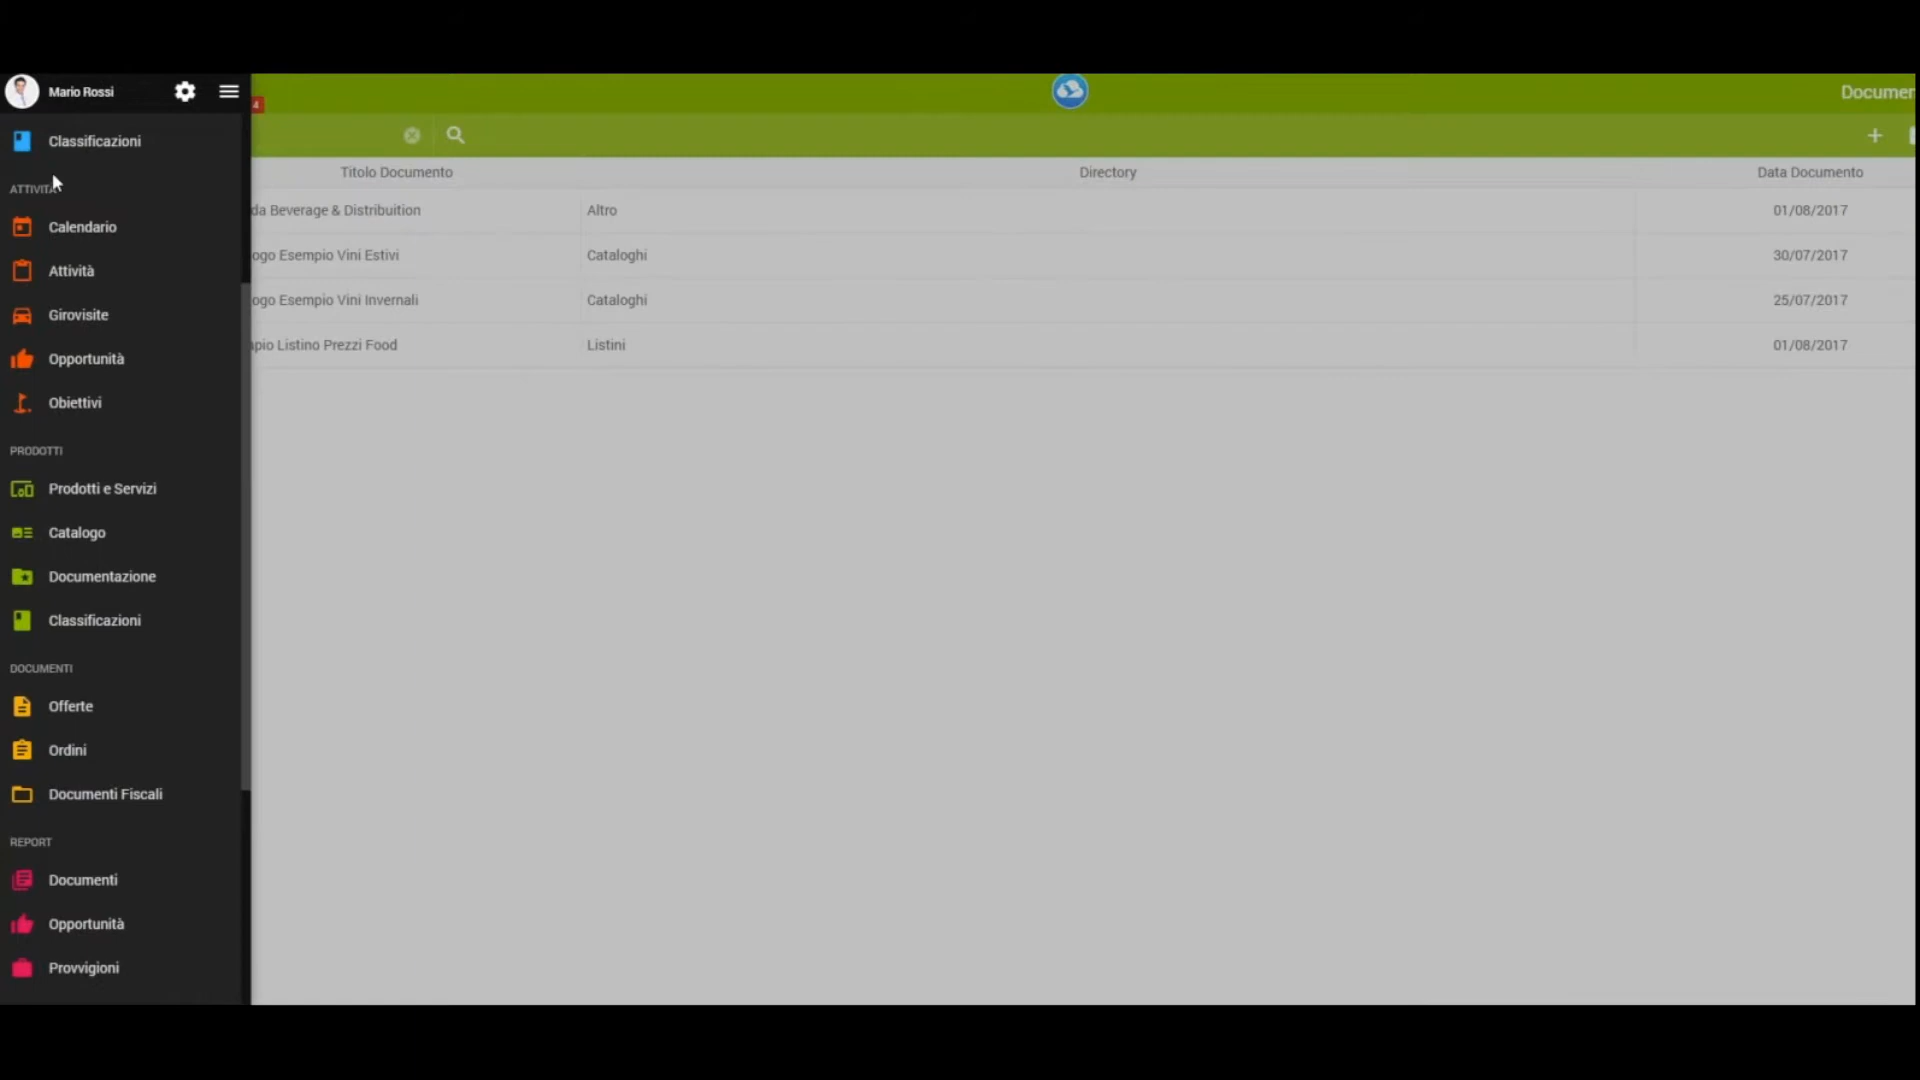 Mario Rossi
4
Documen
Classificazioni
ATTIVITÀ
Calendario
Attività
Girovisite
Opportunità
Obiettivi
PRODOTTI
Prodotti e Servizi
Catalogo
Documentazione
Classificazioni
DOCUMENTI
Offerte
Ordini
Documenti Fiscali
REPORT
Documenti
Opportunità
Provvigioni
Titolo Documento Directory Data Documento
da Beverage & Distribuition Altro 01/08/2017
ogo Esempio Vini Estivi Cataloghi 30/07/2017
ogo Esempio Vini Invernali Cataloghi 25/07/2017
pio Listino Prezzi Food Listini 01/08/2017